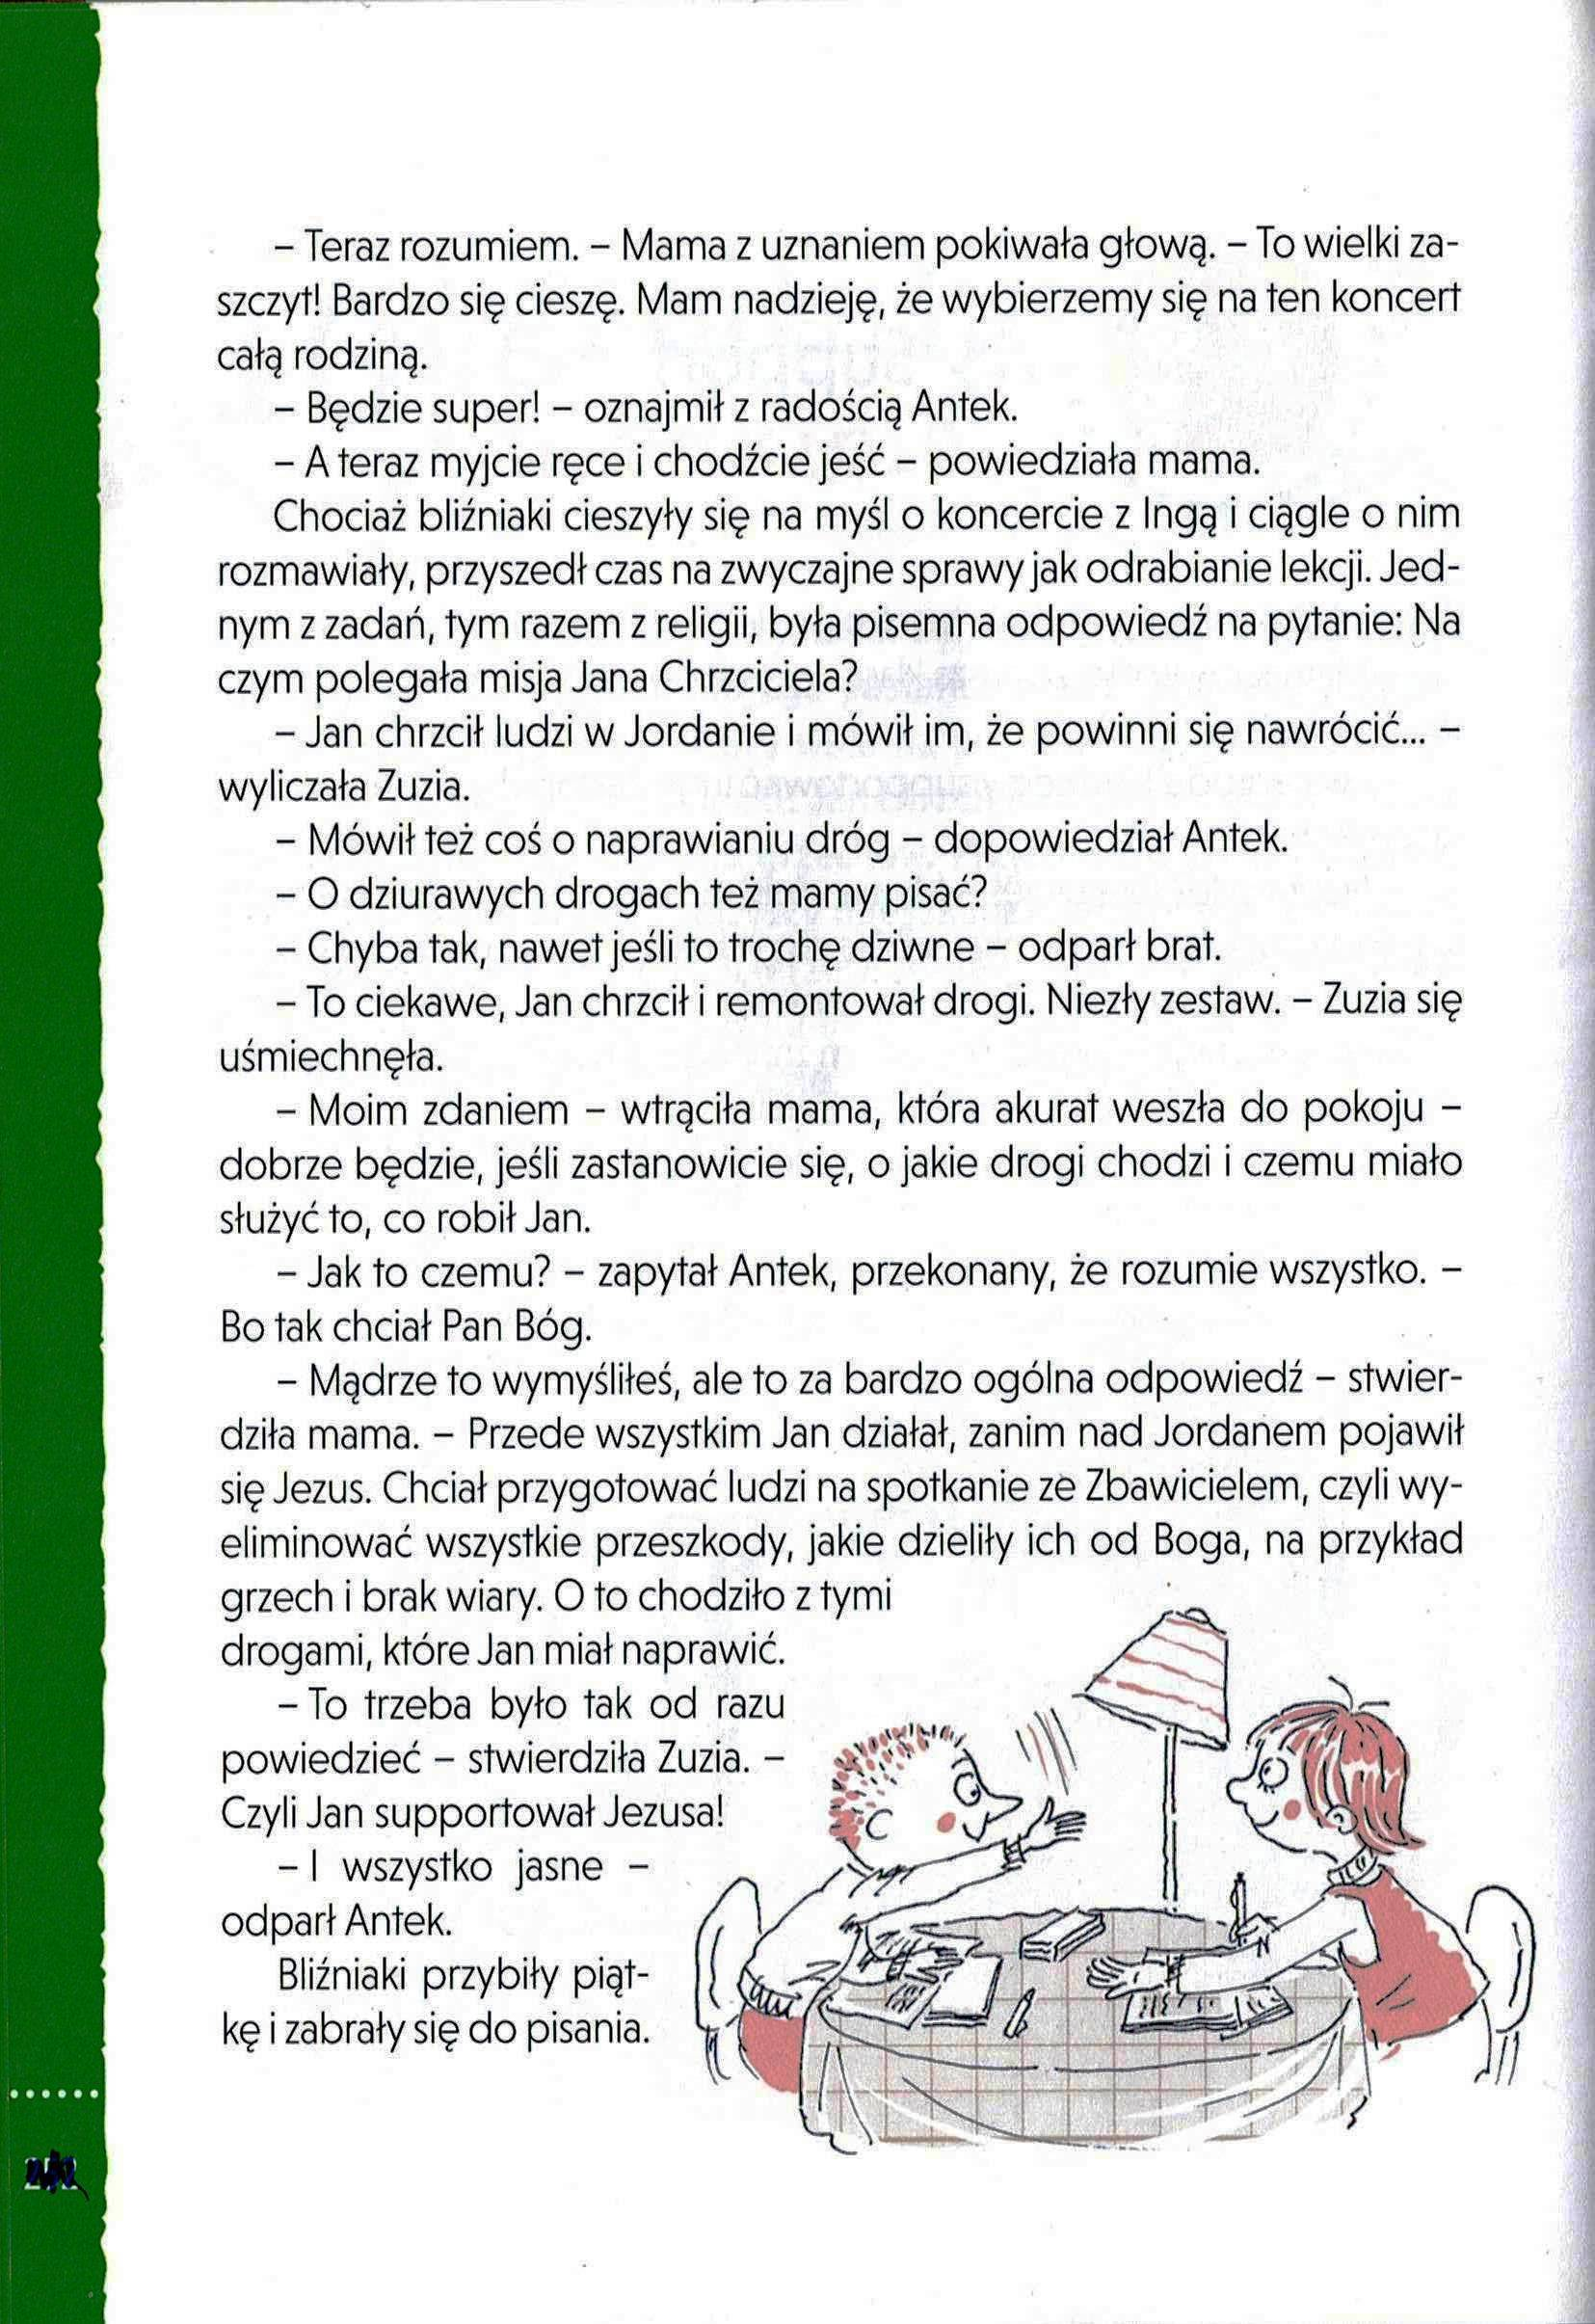 – Teraz rozumiem. – Mama z uznaniem pokiwała głową. – To wielki za-
szczyt! Bardzo się cieszę. Mam nadzieję, że wybierzemy się na ten koncert
całą rodziną.
– Będzie super! – oznajmił z radością Antek.
– A teraz myjcie ręce i chodźcie jeść – powiedziała mama.
Chociaż bliźniaki cieszyły się na myśl o koncercie z Ingą i ciągle o nim
rozmawiały, przyszedł czas na zwyczajne sprawy jak odrabianie lekcji. Jed-
nym z zadań, tym razem z religii, była pisemna odpowiedź na pytanie: Na
czym polegała misja Jana Chrzciciela?
– Jan chrzcił ludzi w Jordanie i mówił im, że powinni się nawrócić... –
wyliczała Zuzia.
– Mówił też coś o naprawianiu dróg – dopowiedział Antek.
– O dziurawych drogach też mamy pisać?
– Chyba tak, nawet jeśli to trochę dziwne – odparł brat.
– To ciekawe, Jan chrzcił i remontował drogi. Niezły zestaw. – Zuzia się
uśmiechnęła.
– Moim zdaniem – wtrąciła mama, która akurat weszła do pokoju –
dobrze będzie, jeśli zastanowicie się, o jakie drogi chodzi i czemu miało
służyć to, co robił Jan.
– Jak to czemu? – zapytał Antek, przekonany, że rozumie wszystko. –
Bo tak chciał Pan Bóg.
– Mądrze to wymyśliłeś, ale to za bardzo ogólna odpowiedź – stwier-
dziła mama. – Przede wszystkim Jan działał, zanim nad Jordanem pojawił
się Jezus. Chciał przygotować ludzi na spotkanie ze Zbawicielem, czyli wy-
eliminować wszystkie przeszkody, jakie dzieliły ich od Boga, na przykład
grzech i brak wiary. O to chodziło z tymi
drogami, które Jan miał naprawić.
– To trzeba było tak od razu
powiedzieć – stwierdziła Zuzia. –
Czyli Jan supportował Jezusa!
– I wszystko jasne –
odparł Antek.
Bliźniaki przybiły piąt-
kę i zabrały się do pisania.